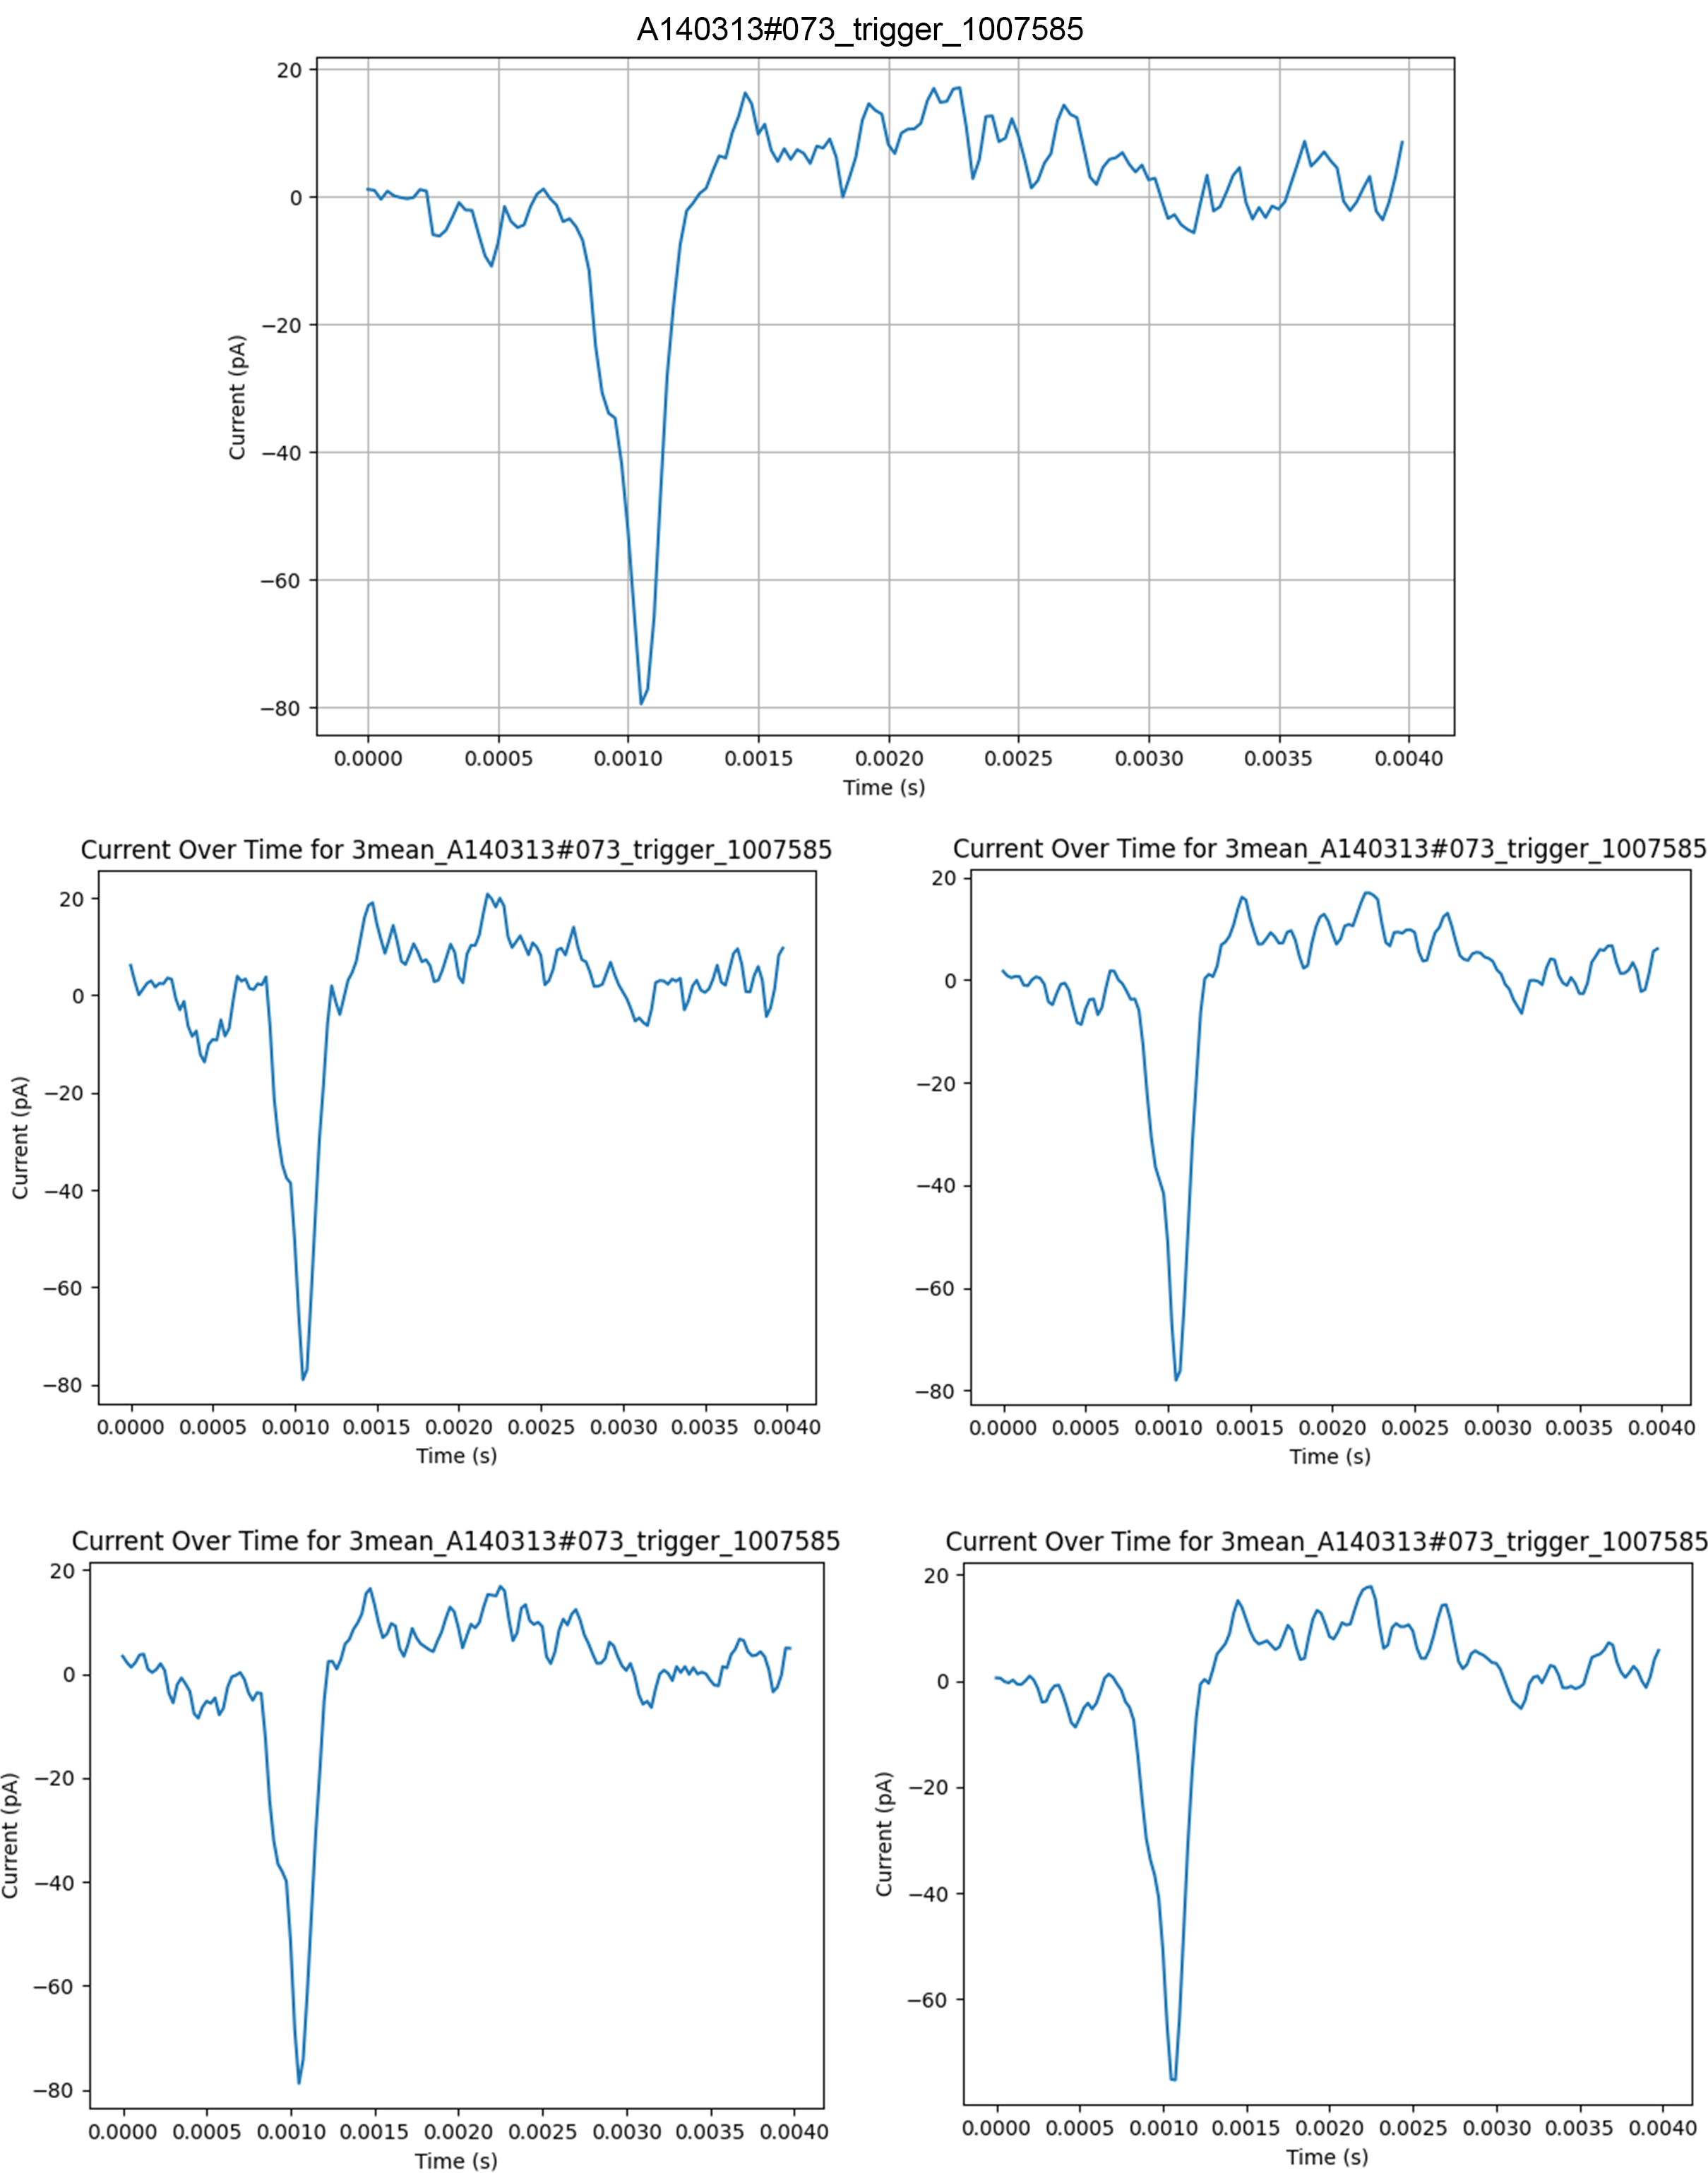 A140313#073_trigger_1007585
20
0
−20
−40
−60
−80
Current (pA)
0.0000 0.0005 0.0010 0.0015 0.0020 0.0025 0.0030 0.0035 0.0040
Time (s)
Current Over Time for 3mean_A140313#073_trigger_1007585
20
0
−20
−40
−60
−80
Current (pA)
0.0000 0.0005 0.0010 0.0015 0.0020 0.0025 0.0030 0.0035 0.0040
Time (s)
Current Over Time for 3mean_A140313#073_trigger_1007585
20
0
−20
−40
−60
−80
0.0000 0.0005 0.0010 0.0015 0.0020 0.0025 0.0030 0.0035 0.0040
Time (s)
Current Over Time for 3mean_A140313#073_trigger_1007585
20
0
−20
−40
−60
−80
Current (pA)
0.0000 0.0005 0.0010 0.0015 0.0020 0.0025 0.0030 0.0035 0.0040
Time (s)
Current Over Time for 3mean_A140313#073_trigger_1007585
20
0
−20
−40
−60
Current (pA)
0.0000 0.0005 0.0010 0.0015 0.0020 0.0025 0.0030 0.0035 0.0040
Time (s)